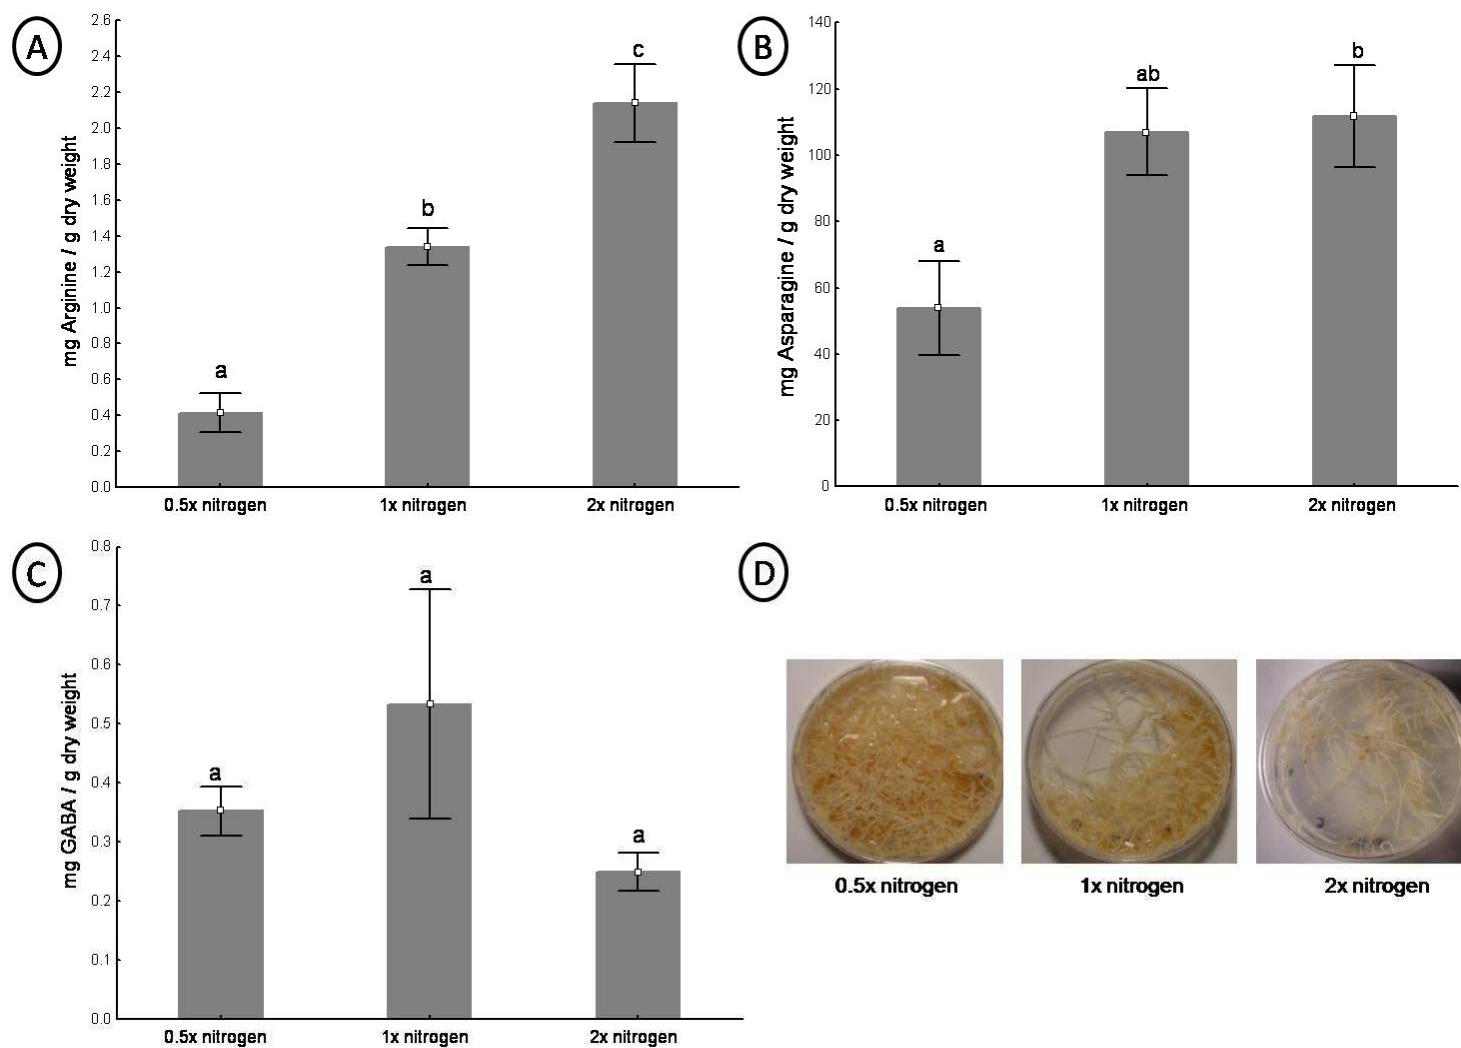 A
mg Arginine / g dry weight
2.6
2.4
2.2
2.0
1.8
1.6
1.4
1.2
1.0
0.8
0.6
0.4
0.2
0.0
a
b
c
0.5x nitrogen
1x nitrogen
2x nitrogen
B
mg Asparagine / g dry weight
140
120
100
80
60
40
20
0
a
ab
b
0.5x nitrogen
1x nitrogen
2x nitrogen
C
mg GABA / g dry weight
0.8
0.7
0.6
0.5
0.4
0.3
0.2
0.1
0.0
a
a
a
0.5x nitrogen
1x nitrogen
2x nitrogen
D
0.5x nitrogen
1x nitrogen
2x nitrogen